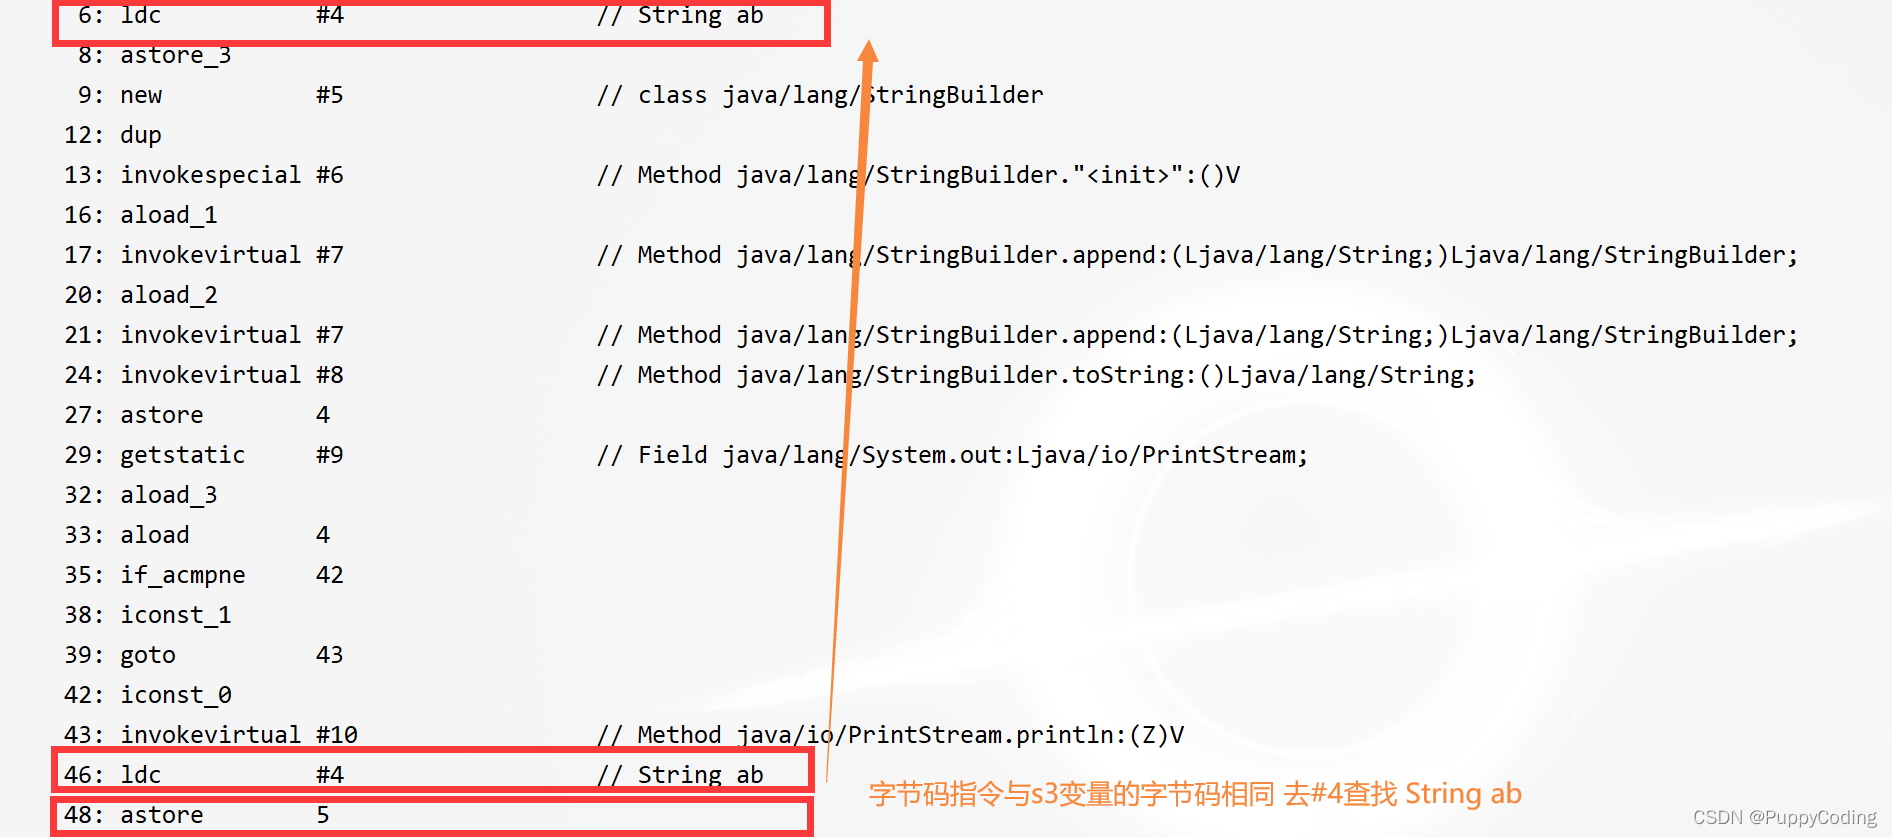 6: ldc #4 // String ab
8: astore_3
9: new #5 // class java/lang/StringBuilder
12: dup
13: invokespecial #6 // Method java/lang/StringBuilder."<init>":()V
16: aload_1
17: invokevirtual #7 // Method java/lang/StringBuilder.append:(Ljava/lang/String;)Ljava/lang/StringBuilder;
20: aload_2
21: invokevirtual #7 // Method java/lang/StringBuilder.append:(Ljava/lang/String;)Ljava/lang/StringBuilder;
24: invokevirtual #8 // Method java/lang/StringBuilder.toString:()Ljava/lang/String;
27: astore 4
29: getstatic #9 // Field java/lang/System.out:Ljava/io/PrintStream;
32: aload_3
33: aload 4
35: if_acmpne 42
38: iconst_1
39: goto 43
42: iconst_0
43: invokevirtual #10 // Method java/io/PrintStream.println:(Z)V
46: ldc #4 // String ab
字节码指令与s3变量的字节码相同 去#4查找 String ab
48: astore 5
CSDN @PuppyCoding